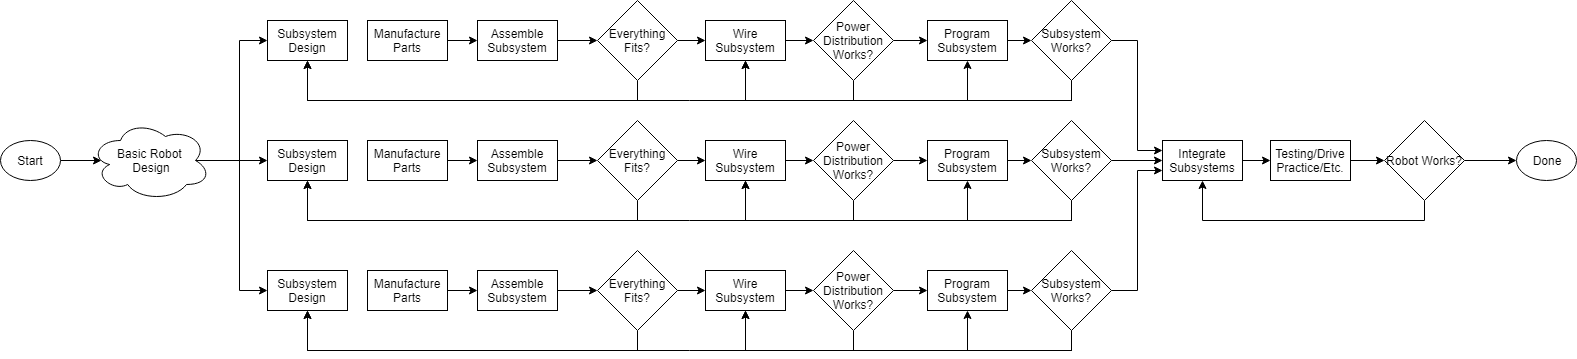 Start
Basic Robot
Design
Subsystem
Design
Manufacture
Parts
Assemble
Subsystem
Everything
Fits?
Wire
Subsystem
Power
Distribution
Works?
Program
Subsystem
Subsystem
Works?
Subsystem
Design
Manufacture
Parts
Assemble
Subsystem
Everything
Fits?
Wire
Subsystem
Power
Distribution
Works?
Program
Subsystem
Subsystem
Works?
Subsystem
Design
Manufacture
Parts
Assemble
Subsystem
Everything
Fits?
Wire
Subsystem
Power
Distribution
Works?
Program
Subsystem
Subsystem
Works?
Integrate
Subsystems
Testing/Drive
Practice/Etc.
Robot Works?
Done